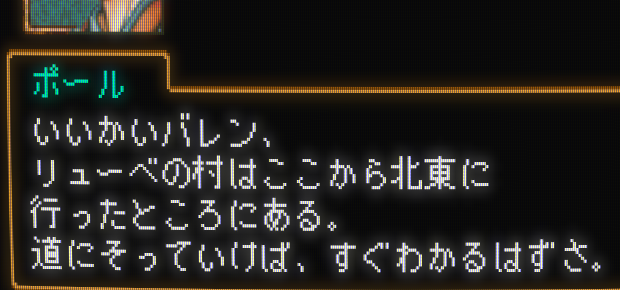 ポール
いいかいバレン、
リューベの村はここから北東に
行ったところにある。
道にそっていけば、すぐわかるはずさ。